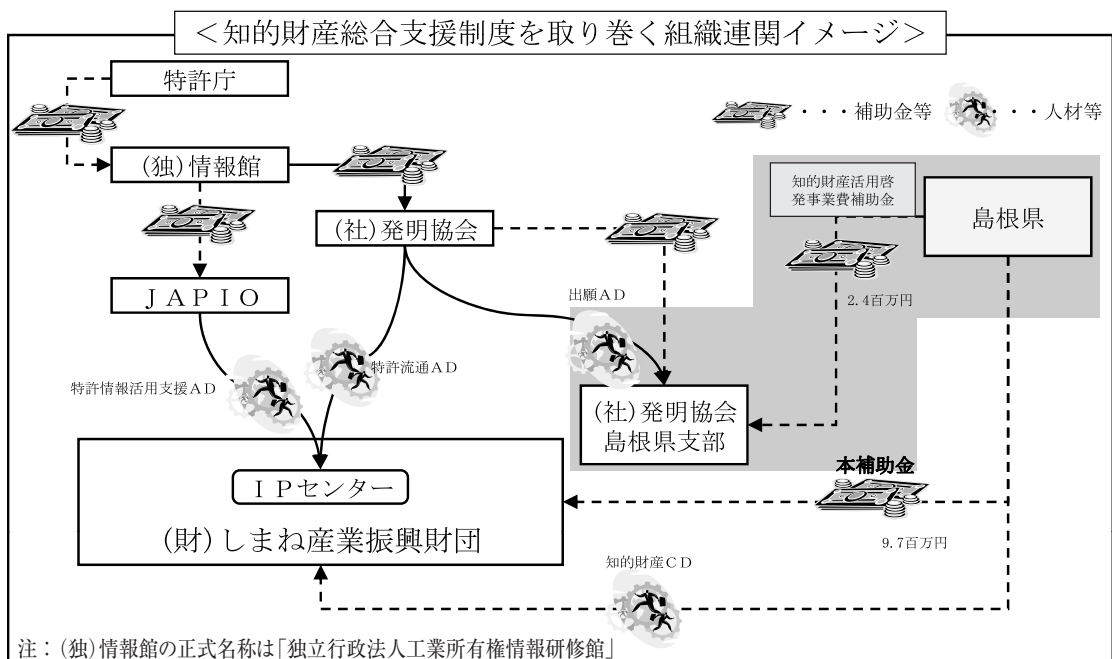 ＜知的財産総合支援制度を取り巻く組織連関イメージ＞
特許庁
・・・補助金等
・・・人材等
(独)情報館
知的財産活用啓
発事業費補助金
島根県
(社)発明協会
ＪＡＰＩＯ
出願AD
2.4百万円
特許流通AD
特許情報活用支援AD
(社)発明協会
島根県支部
本補助金
ＩＰセンター
(財)しまね産業振興財団
9.7百万円
知的財産CD
注：(独)情報館の正式名称は「独立行政法人工業所有権情報研修館」